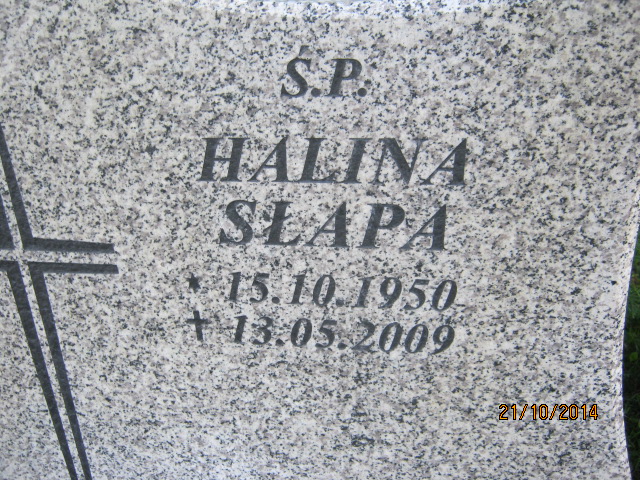 Ś.P.
HALINA
SŁAPA
* 15.10.1950
✝ 13.05.2009
21/10/2014